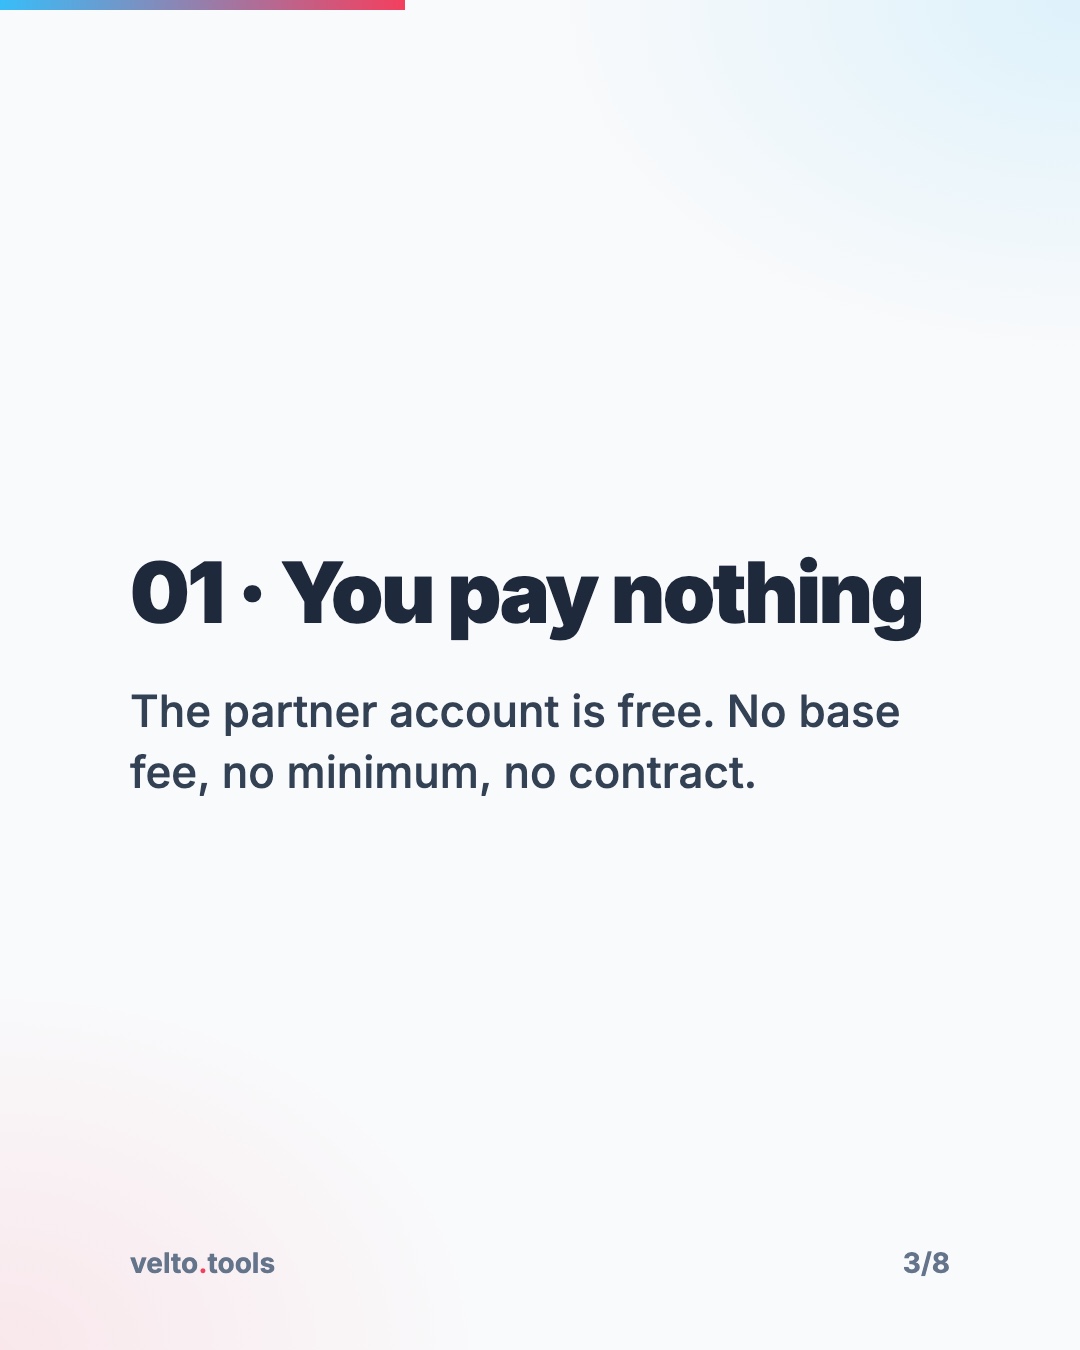 01 · You pay nothing
The partner account is free. No base
fee, no minimum, no contract.
velto.tools
3/8